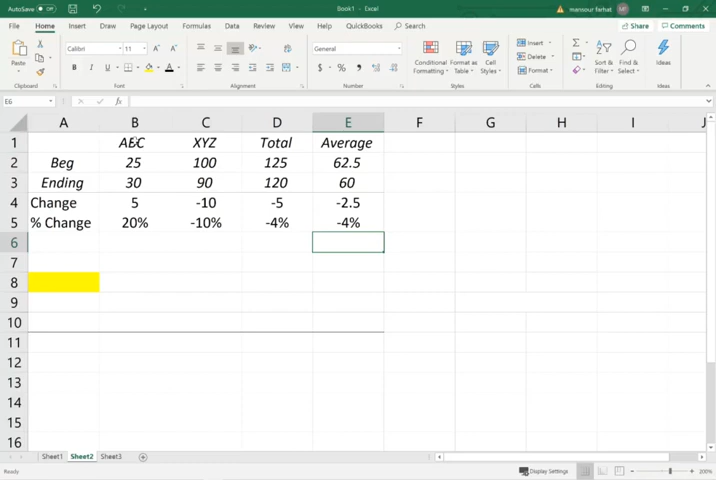 AutoSave Off Book1 - Excel mansour ferhat MF
File Home Insert Draw Page Layout Formulas Data Review View Help QuickBooks Search Share Comments
Paste Calibri 11 General Conditional Formatting Format as Table Cell Styles Insert Delete Format Sort & Filter Find & Select Ideas
Clipboard Font Alignment Number Styles Cells Editing Ideas
E6 fx
A B C D E F G H I J
1 XYZ Total Average
2 Beg 25 100 125 62.5
3 Ending 30 90 120 60
4 Change 5 -10 -5 -2.5
5 % Change 20% -10% -4% -4%
6
7
8
9
10
11
12
13
14
15
16
Sheet1 Sheet2 Sheet3
Ready Display Settings 200%